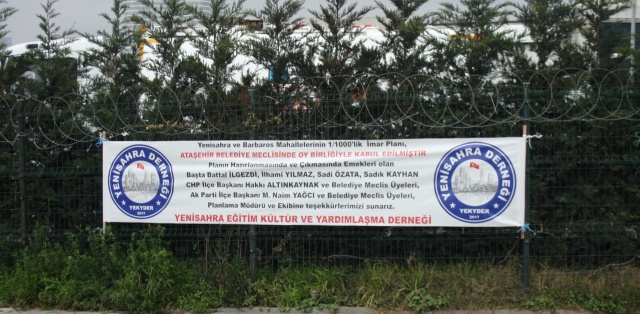 YENİSAHRA DERNEĞİ
YEKYDER
2017
Yenisahra ve Barbaros Mahallelerinin 1/1000'lik İmar Planı,
ATAŞEHİR BELEDİYE MECLİSİNDE OY BİRLİĞİYLE KABUL EDİLMİŞTİR
Planın Hazırlanmasında ve Çıkmasında Emekleri olan
Başta Battal İLGEZDİ, İlhami YILMAZ, Sadi ÖZATA, Sadık KAYHAN
CHP İlçe Başkanı Hakkı ALTINKAYNAK ve Belediye Meclis Üyeleri,
Ak Parti İlçe Başkanı M. Naim YAĞCI ve Belediye Meclis Üyeleri,
Planlama Müdürü ve Ekibine teşekkürlerimizi sunarız.
YENİSAHRA EĞİTİM KÜLTÜR VE YARDIMLAŞMA DERNEĞİ
YENİSAHRA DERNEĞİ
YEKYDER
2017